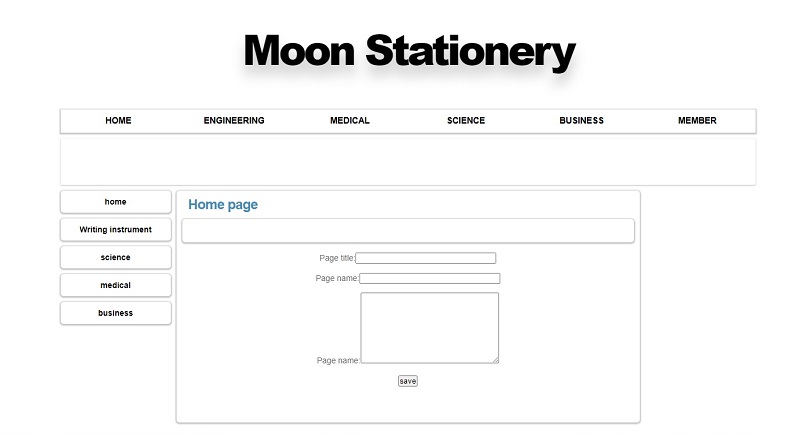 Moon Stationery
HOME ENGINEERING MEDICAL SCIENCE BUSINESS MEMBER
home
Writing instrument
science
medical
business
Home page
Page title:
Page name:
Page name:
save